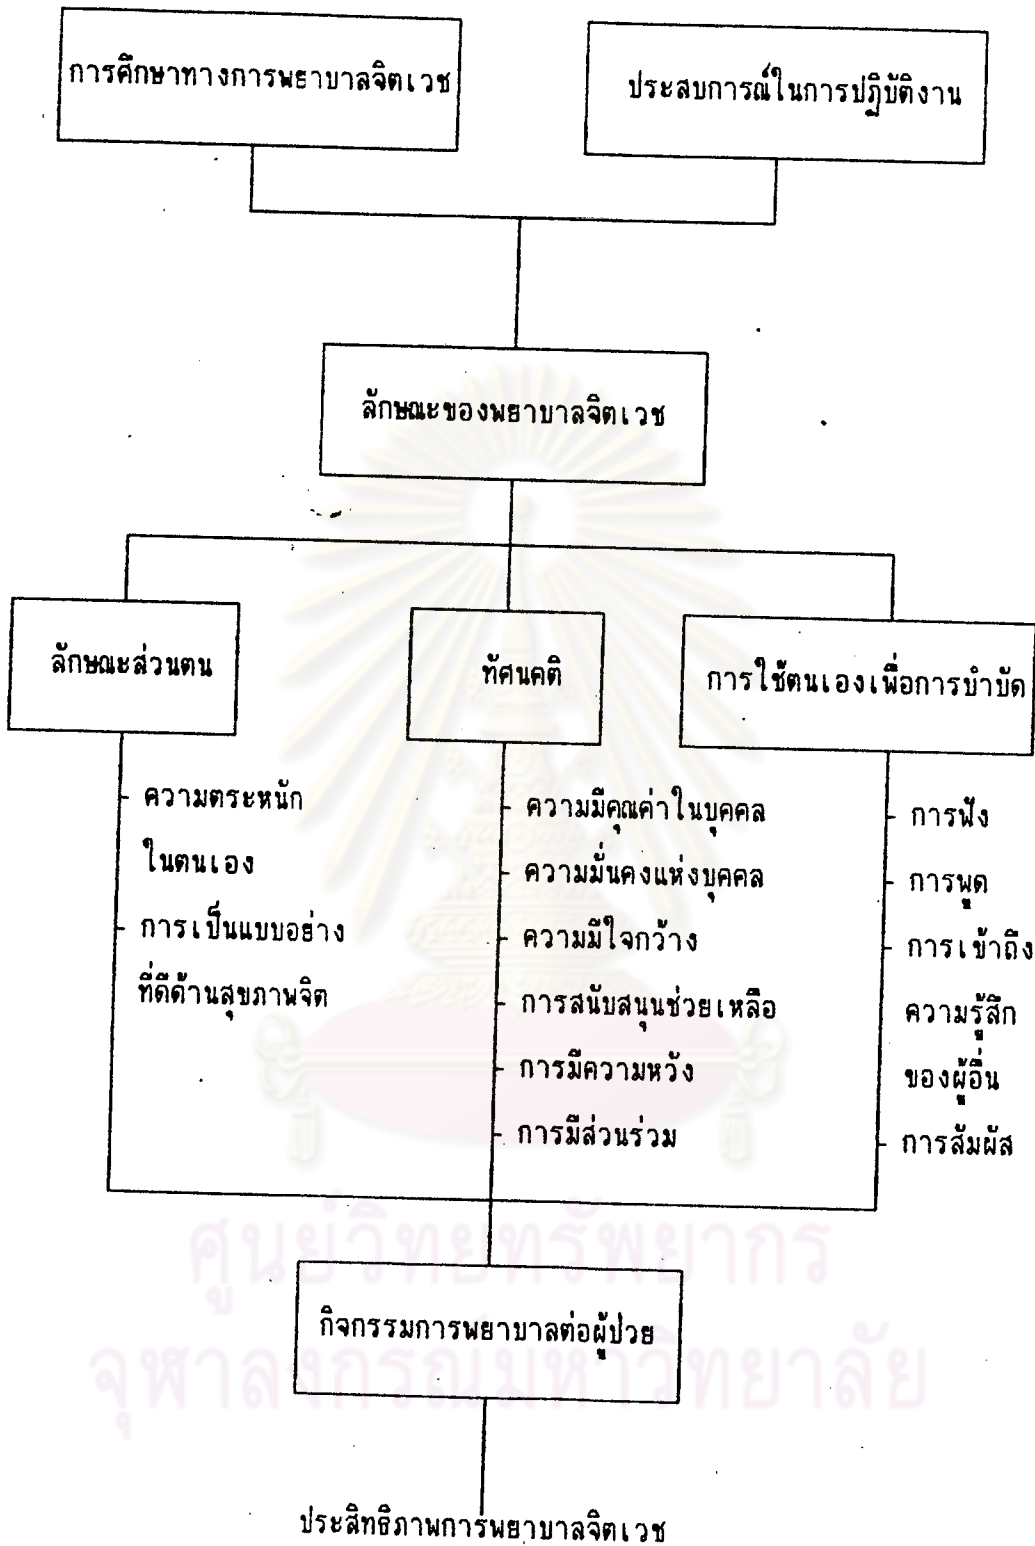 การศึกษาทางการพยาบาลจิตเวช
ประสบการณ์ในการปฏิบัติงาน
ลักษณะของพยาบาลจิตเวช
ลักษณะส่วนตน
ทัศนคติ
การใช้ตนเองเพื่อการบำบัด
- ความตระหนัก
ในตนเอง
- การเป็นแบบอย่าง
ที่ดีด้านสุขภาพจิต
- ความมีคุณค่าในบุคคล
- ความมั่นคงแห่งบุคคล
- ความมีใจกว้าง
- การสนับสนุนช่วยเหลือ
- การมีความหวัง
- การมีส่วนร่วม
- การฟัง
- การพูด
- การเข้าถึง
ความรู้สึก
ของผู้อื่น
- การสัมผัส
ศูนย์วิทยทรัพยากร
จุฬาลงกรณ์มหาวิทยาลัย
กิจกรรมการพยาบาลต่อผู้ป่วย
ประสิทธิภาพการพยาบาลจิตเวช